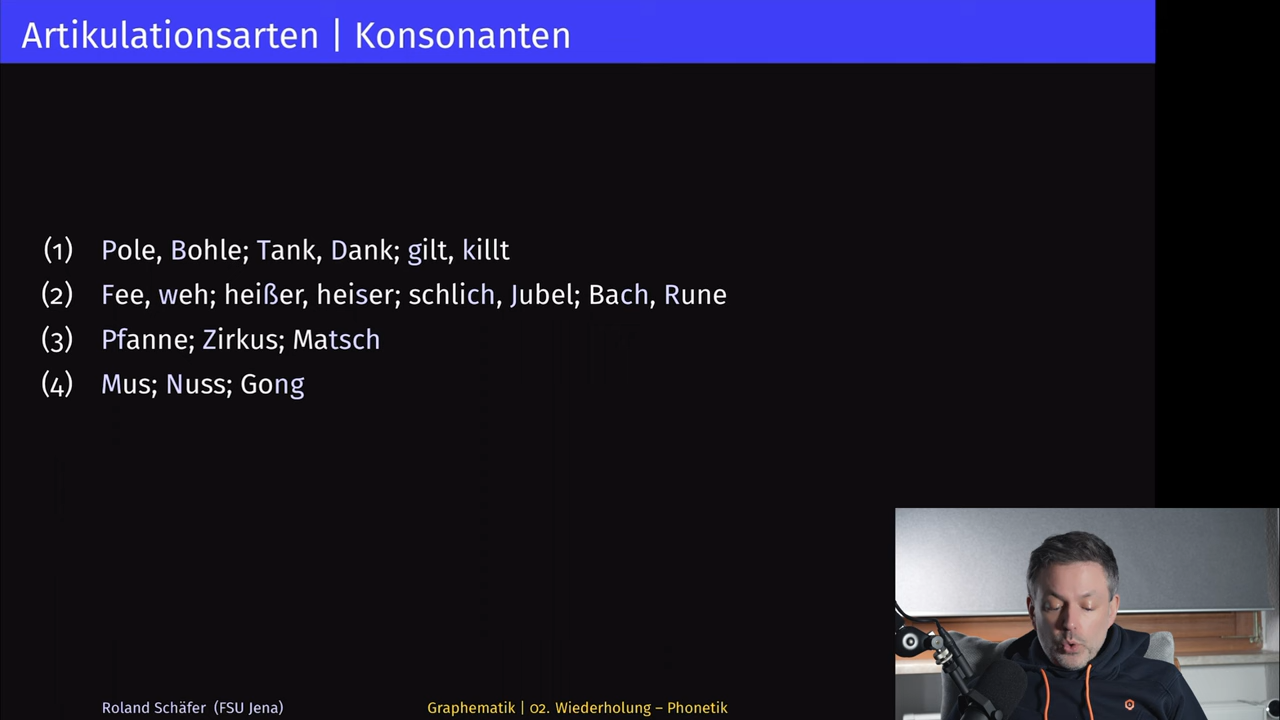 Artikulationsarten | Konsonanten
(1) Pole, Bohle; Tank, Dank; gilt, killt
(2) Fee, weh; heißer, heiser; schlich, Jubel; Bach, Rune
(3) Pfanne; Zirkus; Matsch
(4) Mus; Nuss; Gong
Roland Schäfer (FSU Jena) Graphematik | 02. Wiederholung – Phonetik